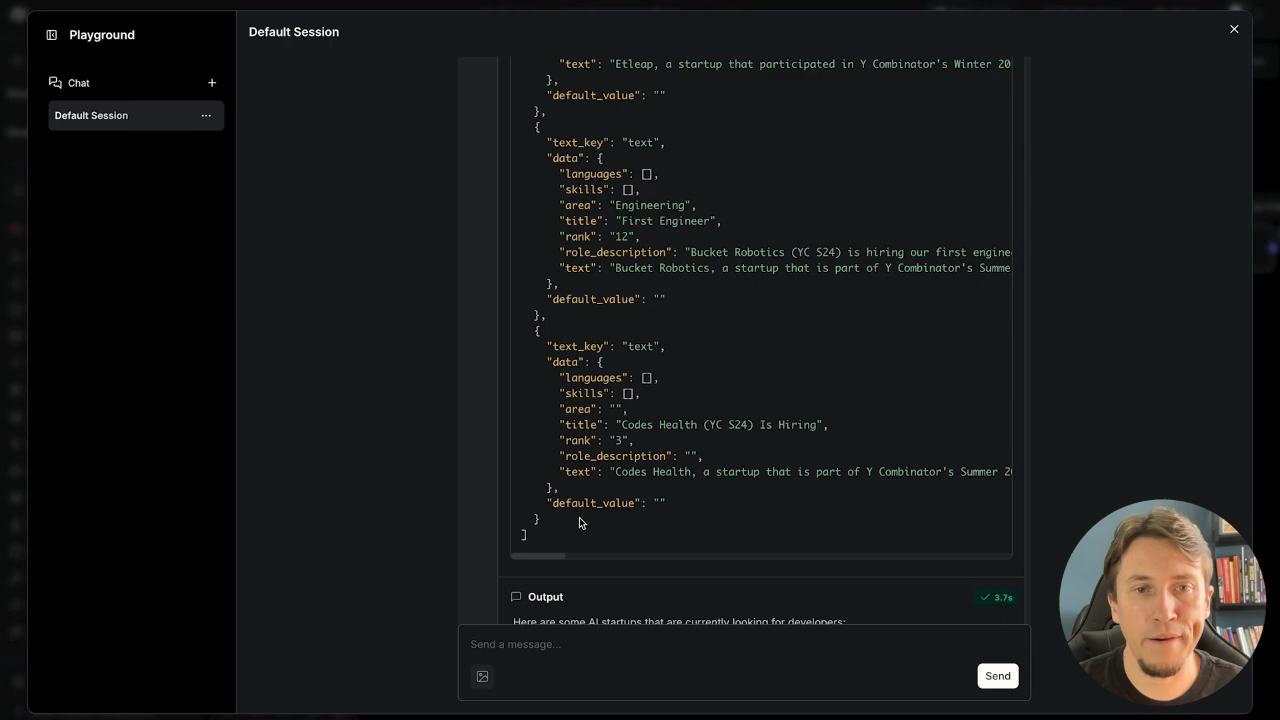 Playground
Default Session
Chat
Default Session
"text": "Etleap, a startup that participated in Y Combinator's Winter 20
},
"default_value": ""
},
{
"text_key": "text",
"data": {
"languages": [],
"skills": [],
"area": "Engineering",
"title": "First Engineer",
"rank": "12",
"role_description": "Bucket Robotics (YC S24) is hiring our first engine
"text": "Bucket Robotics, a startup that is part of Y Combinator's Summe
},
"default_value": ""
},
{
"text_key": "text",
"data": {
"languages": [],
"skills": [],
"area": "",
"title": "Codes Health (YC S24) Is Hiring",
"rank": "3",
"role_description": "",
"text": "Codes Health, a startup that is part of Y Combinator's Summer 20
},
"default_value": ""
}
]
Output
3.7s
Here are some AI startups that are currently looking for developers:
Send a message...
Send